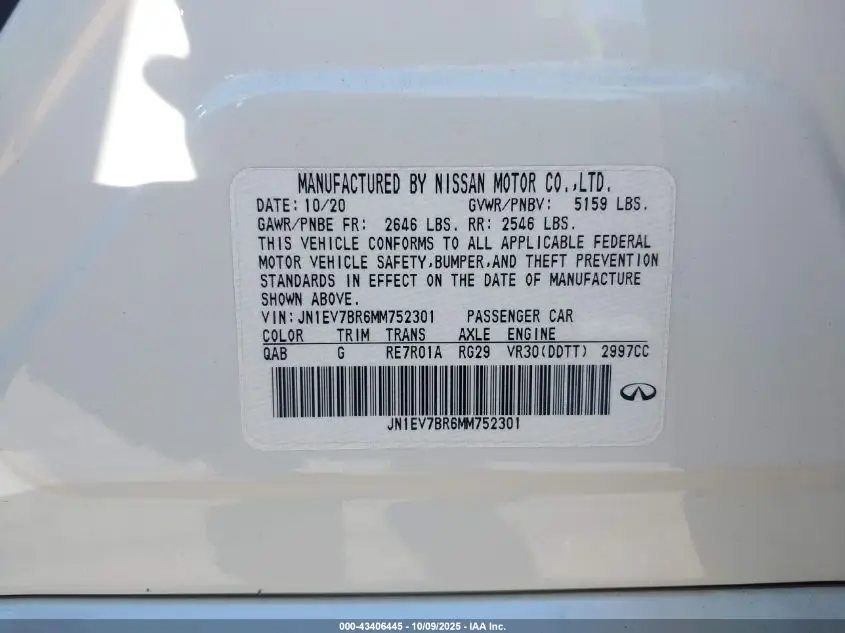 MANUFACTURED BY NISSAN MOTOR CO.,LTD.
DATE: 10/20 GVWR/PNBV: 5159 LBS.
GAWR/PNBE FR: 2646 LBS. RR: 2546 LBS.
THIS VEHICLE CONFORMS TO ALL APPLICABLE FEDERAL
MOTOR VEHICLE SAFETY,BUMPER,AND THEFT PREVENTION
STANDARDS IN EFFECT ON THE DATE OF MANUFACTURE
SHOWN ABOVE.
VIN:JN1EV7BR6MM752301 PASSENGER CAR
COLOR TRIM TRANS AXLE ENGINE
QAB G RE7R01A RG29 VR30(DDTT) 2997CC
JN1EV7BR6MM752301
000-43406445 - 10/09/2025 - IAA Inc.